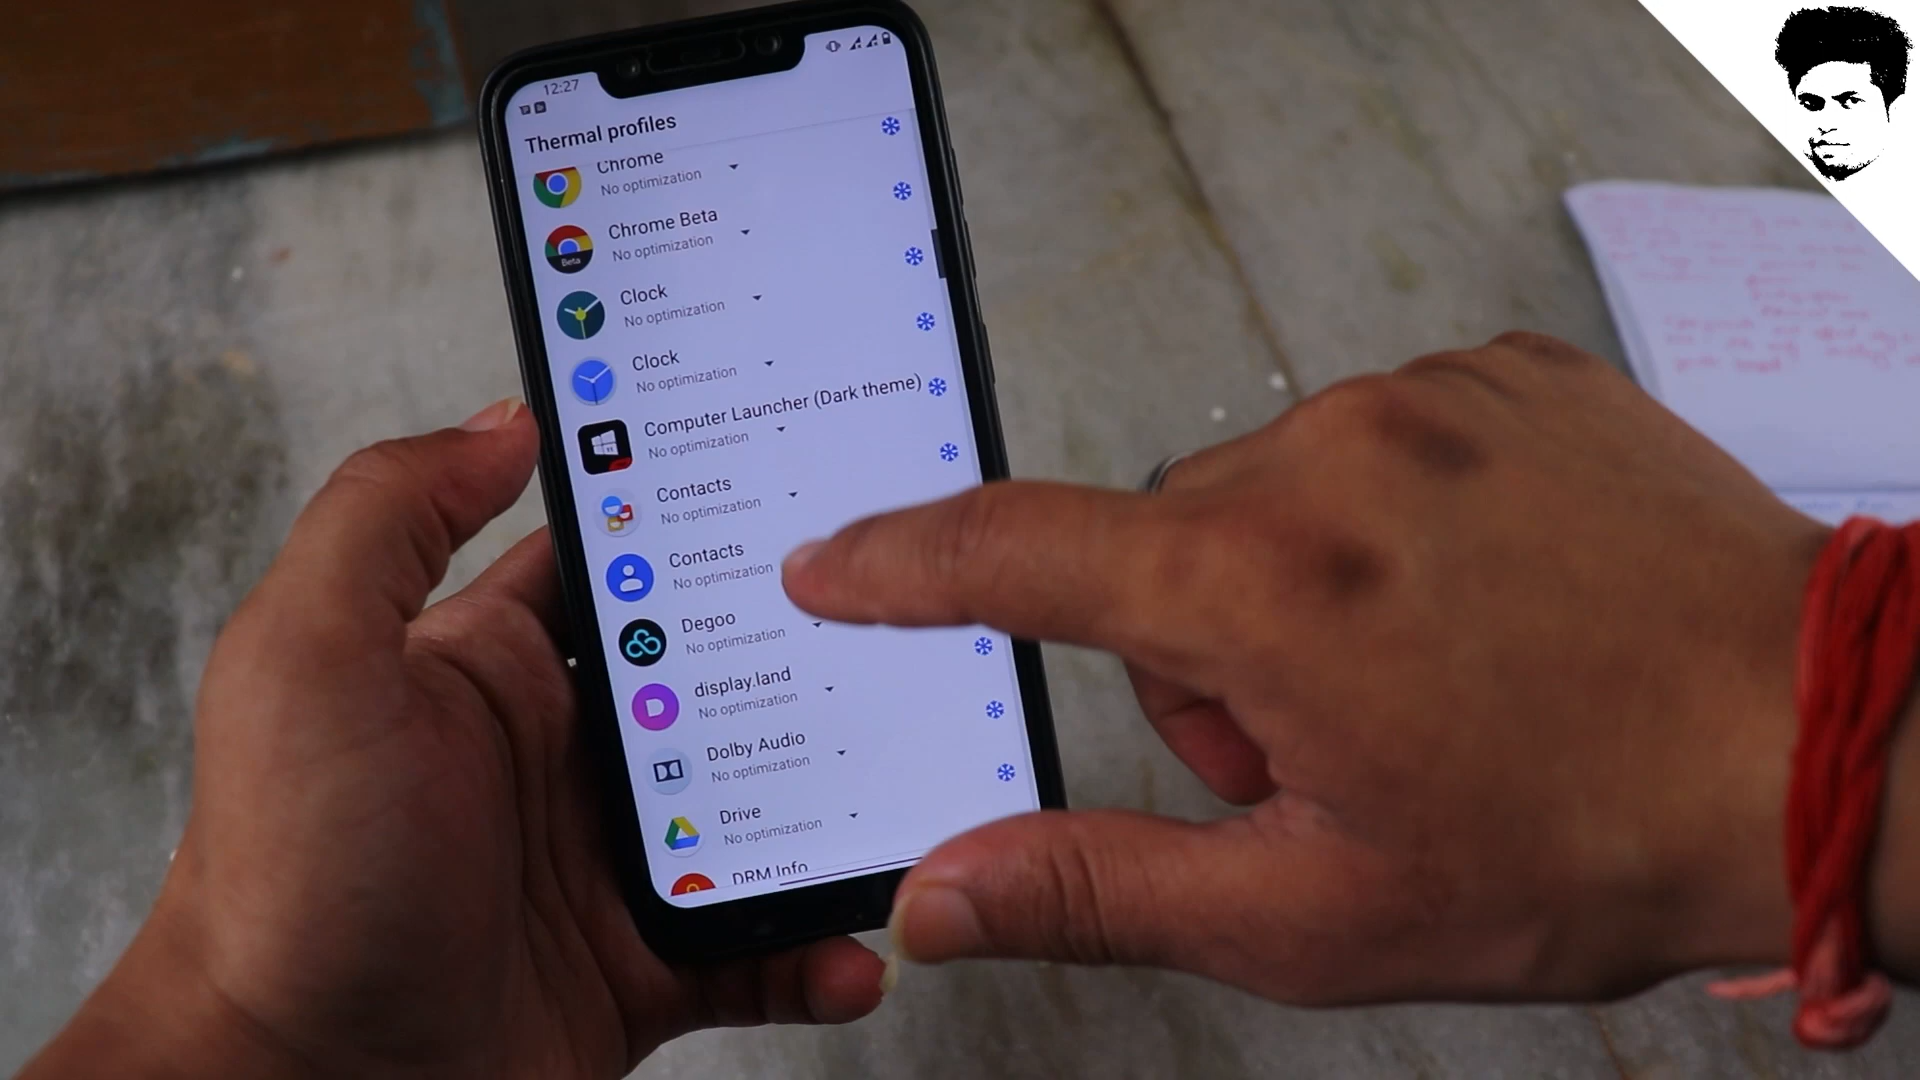 12:27
Thermal profiles
Chrome
No optimization
Chrome Beta
No optimization
Beta
Clock
No optimization
Clock
No optimization
Computer Launcher (Dark theme)
No optimization
Contacts
No optimization
Contacts
No optimization
Degoo
No optimization
display.land
No optimization
Dolby Audio
No optimization
Drive
No optimization
DRM Info